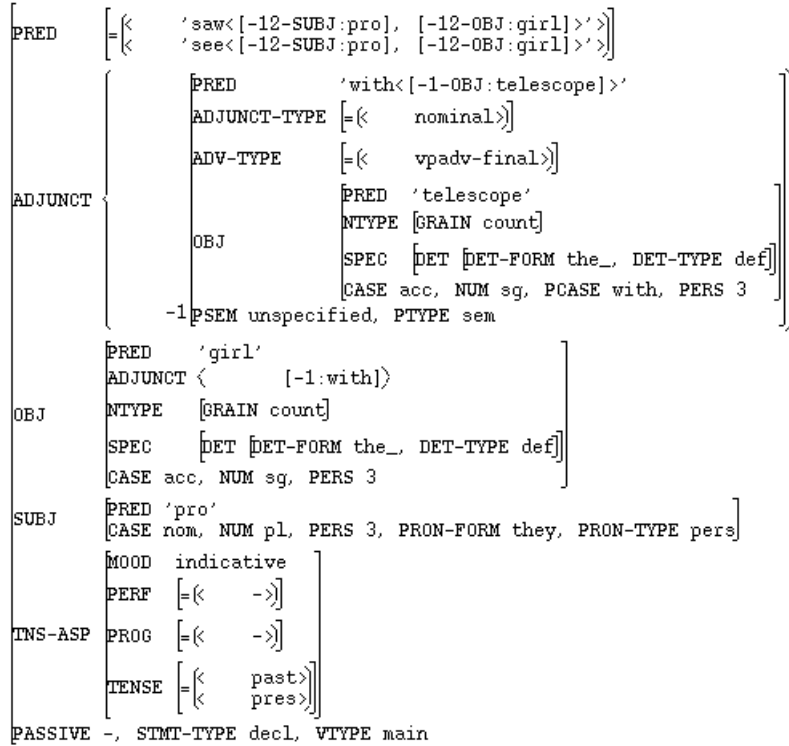 PRED =< 'saw<[-12-SUBJ:pro], [-12-OBJ:girl]>'>
< 'see<[-12-SUBJ:pro], [-12-OBJ:girl]>'>
PRED 'with<[-1-OBJ:telescope]>'
ADJUNCT-TYPE =< nominal>
ADV-TYPE =< vpadv-final>
PRED 'telescope'
NTYPE [GRAIN count]
ADJUNCT OBJ
SPEC [DET [DET-FORM the_, DET-TYPE def]]
CASE acc, NUM sg, PCASE with, PERS 3
-1 PSEM unspecified, PTYPE sem
PRED 'girl'
ADJUNCT < [-1:with]>
OBJ NTYPE [GRAIN count]
SPEC [DET [DET-FORM the_, DET-TYPE def]]
CASE acc, NUM sg, PERS 3
SUBJ PRED 'pro'
CASE nom, NUM pl, PERS 3, PRON-FORM they, PRON-TYPE pers
MOOD indicative
PERF =< ->
TNS-ASP PROG =< ->
TENSE =< past>
< pres>
PASSIVE -, STMT-TYPE decl, VTYPE main